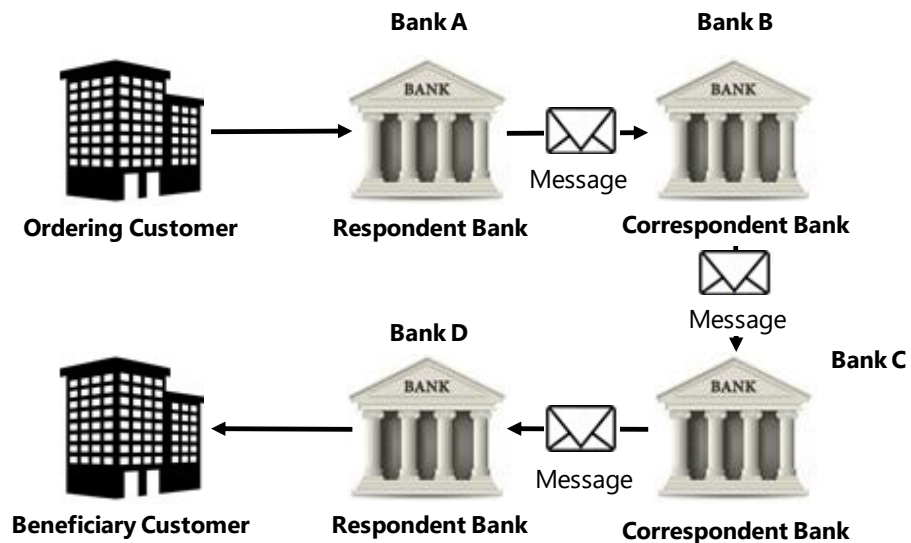 Bank A
Bank B
BANK
BANK
Message
Ordering Customer
Respondent Bank
Correspondent Bank
Message
Bank D
Bank C
BANK
BANK
Message
Beneficiary Customer
Respondent Bank
Correspondent Bank